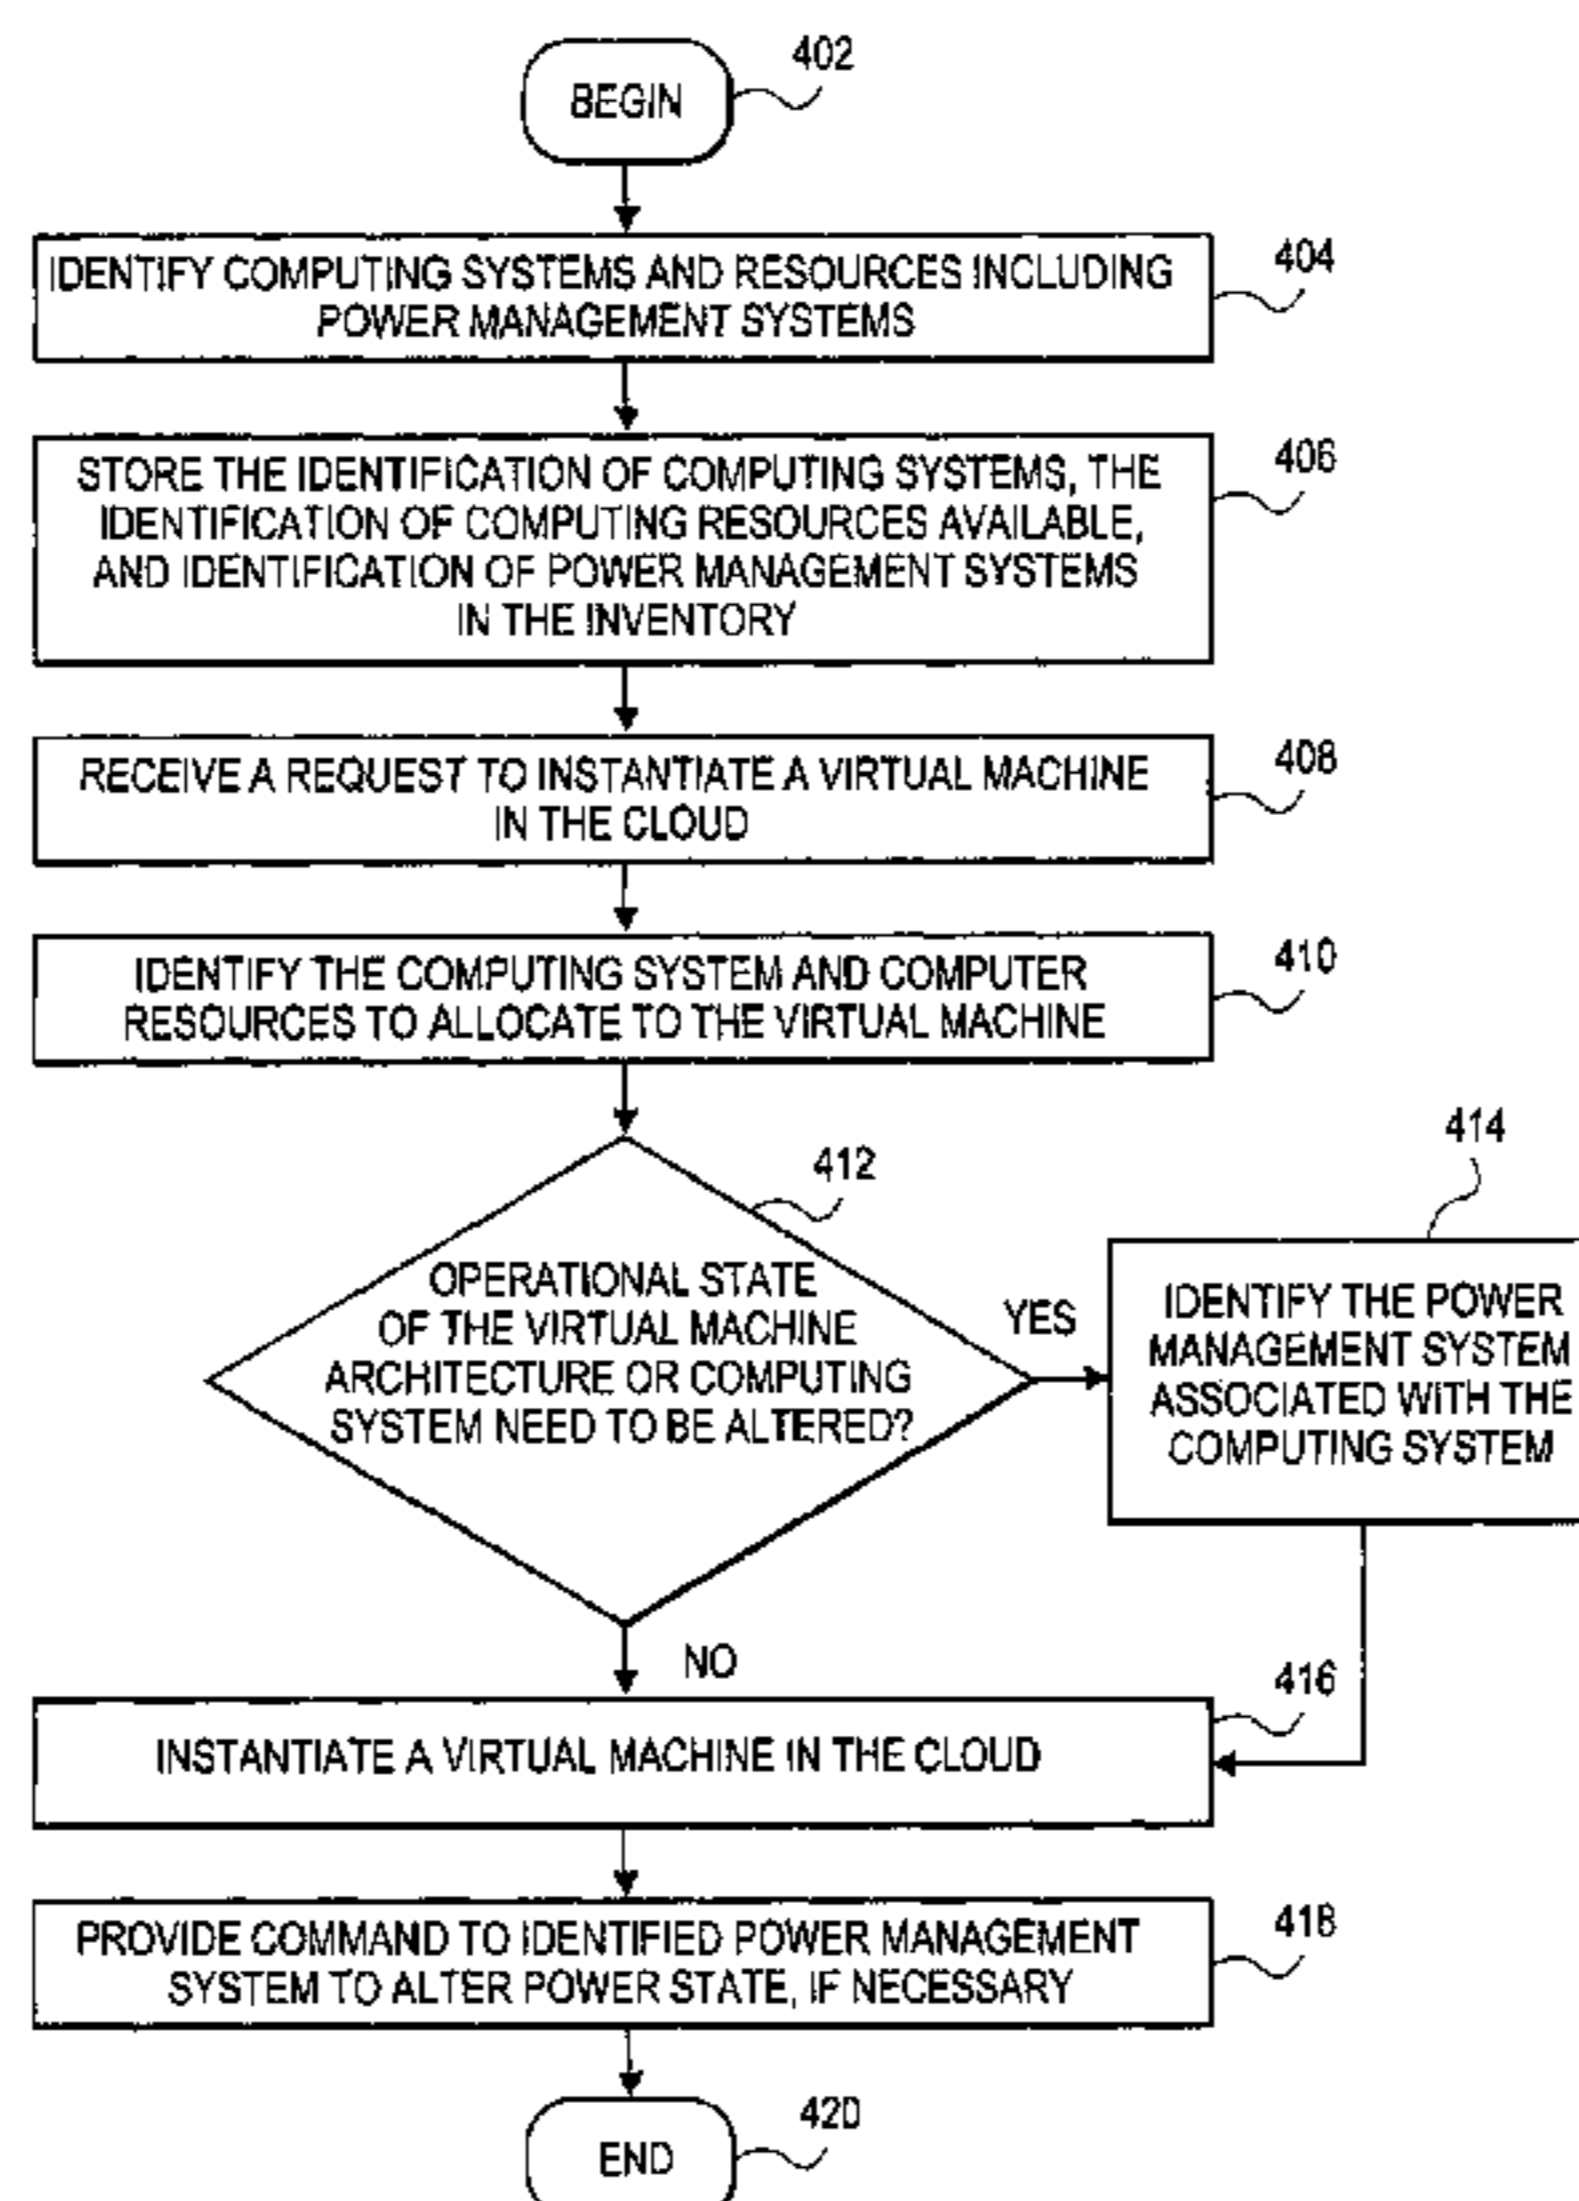 402
BEGIN
404
IDENTIFY COMPUTING SYSTEMS AND RESOURCES INCLUDING
POWER MANAGEMENT SYSTEMS
406
STORE THE IDENTIFICATION OF COMPUTING SYSTEMS, THE
IDENTIFICATION OF COMPUTING RESOURCES AVAILABLE,
AND IDENTIFICATION OF POWER MANAGEMENT SYSTEMS
IN THE INVENTORY
408
RECEIVE A REQUEST TO INSTANTIATE A VIRTUAL MACHINE
IN THE CLOUD
410
IDENTIFY THE COMPUTING SYSTEM AND COMPUTER
RESOURCES TO ALLOCATE TO THE VIRTUAL MACHINE
412
OPERATIONAL STATE
OF THE VIRTUAL MACHINE
ARCHITECTURE OR COMPUTING
SYSTEM NEED TO BE ALTERED?
YES
414
IDENTIFY THE POWER
MANAGEMENT SYSTEM
ASSOCIATED WITH THE
COMPUTING SYSTEM
NO
416
INSTANTIATE A VIRTUAL MACHINE IN THE CLOUD
418
PROVIDE COMMAND TO IDENTIFIED POWER MANAGEMENT
SYSTEM TO ALTER POWER STATE, IF NECESSARY
420
END